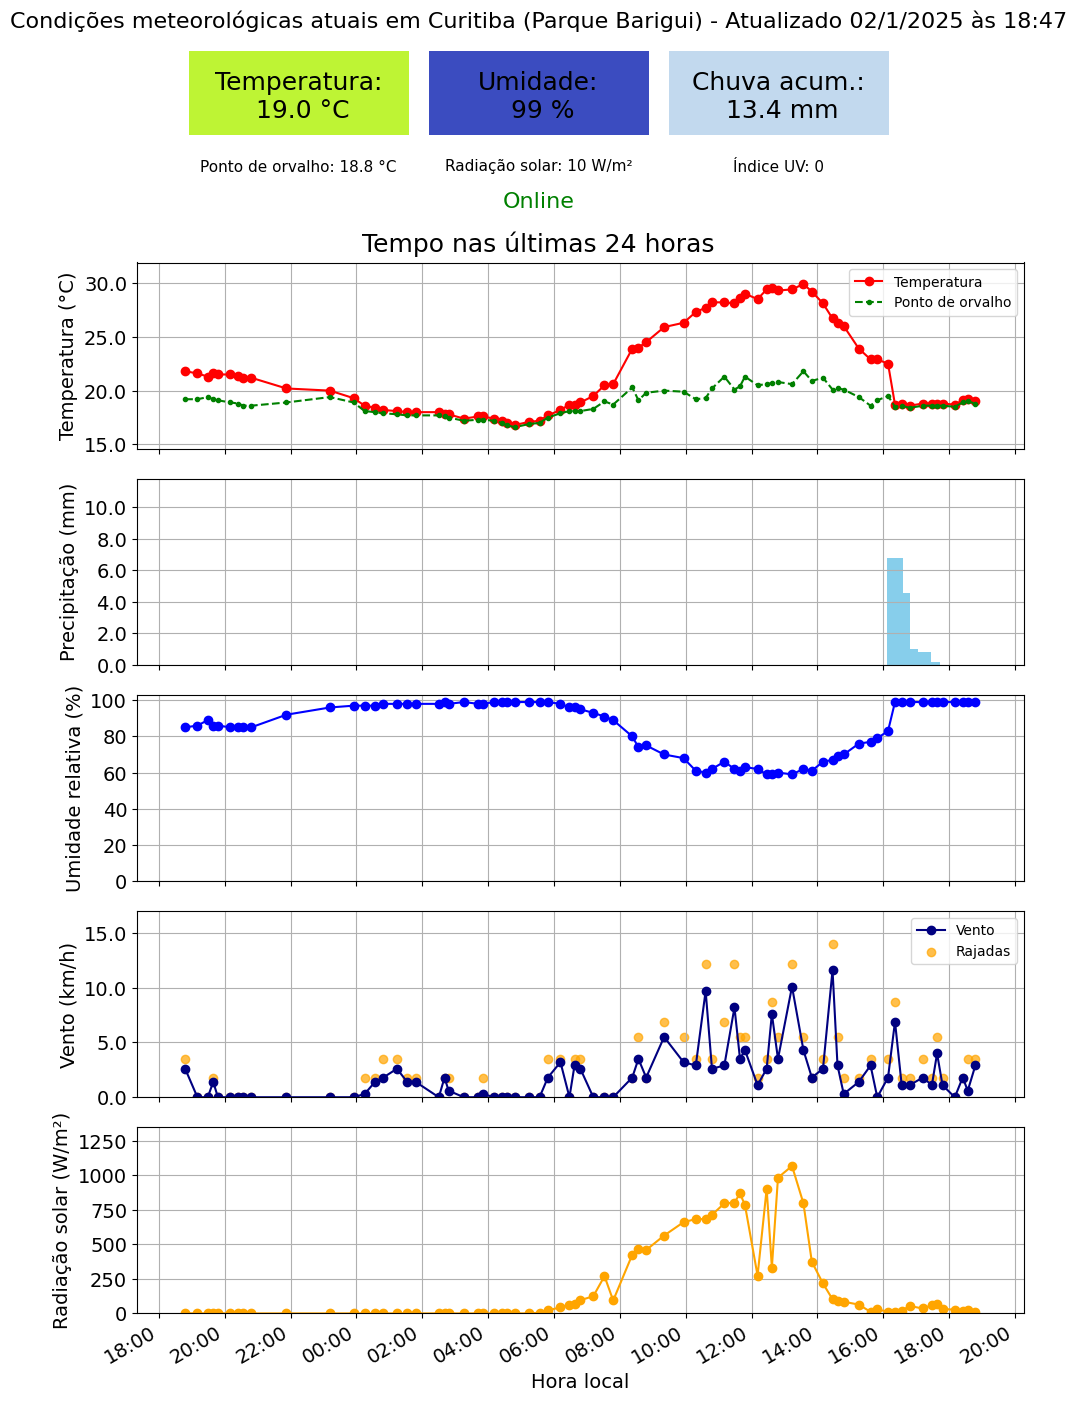 Condições meteorológicas atuais em Curitiba (Parque Barigui) - Atualizado 02/1/2025 às 18:47
Temperatura:
19.0 °C
Umidade:
99 %
Chuva acum.:
13.4 mm
Ponto de orvalho: 18.8 °C
Radiação solar: 10 W/m²
Índice UV: 0
Online
Tempo nas últimas 24 horas
Temperatura (°C)
30.0
25.0
20.0
15.0
Temperatura
Ponto de orvalho
Precipitação (mm)
10.0
8.0
6.0
4.0
2.0
0.0
Umidade relativa (%)
100
80
60
40
20
0
Vento (km/h)
15.0
10.0
5.0
0.0
Vento
Rajadas
Radiação solar (W/m²)
1250
1000
750
500
250
0
18:00
20:00
22:00
00:00
02:00
04:00
06:00
08:00
10:00
12:00
14:00
16:00
18:00
20:00
Hora local